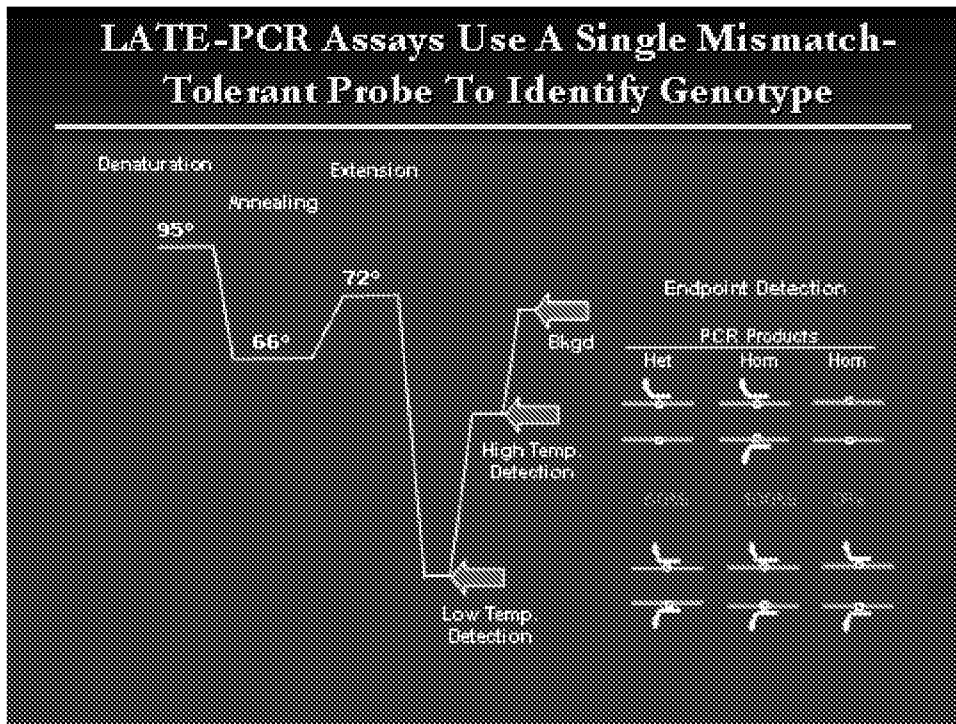 LATE-PCR Assays Use A Single Mismatch-
Tolerant Probe To Identify Genotype
Denaturation
Annealing
Extension
95°
66°
72°
Bkgd
High Temp.
Detection
Low Temp.
Detection
Endpoint Detection
PCR Products
Het
Hom
Hom